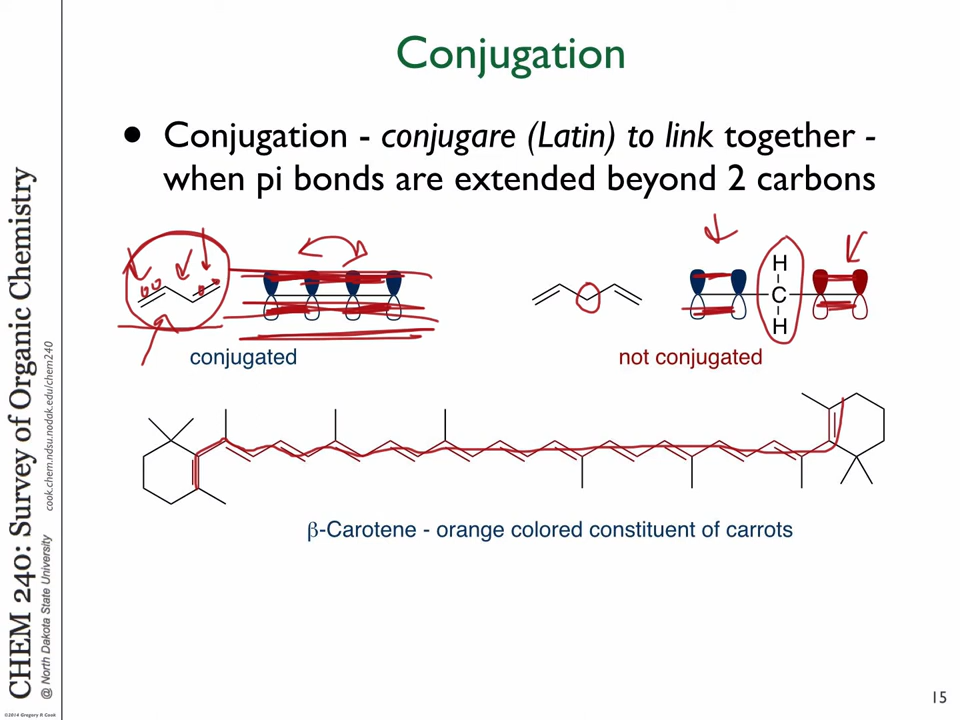 Conjugation
• Conjugation - conjugare (Latin) to link together -
when pi bonds are extended beyond 2 carbons
H
C
H
conjugated
not conjugated
β-Carotene - orange colored constituent of carrots
CHEM 240: Survey of Organic Chemistry
@ North Dakota State University cook.chem.ndsu.nodak.edu/chem240
©2014 Gregory R Cook
15